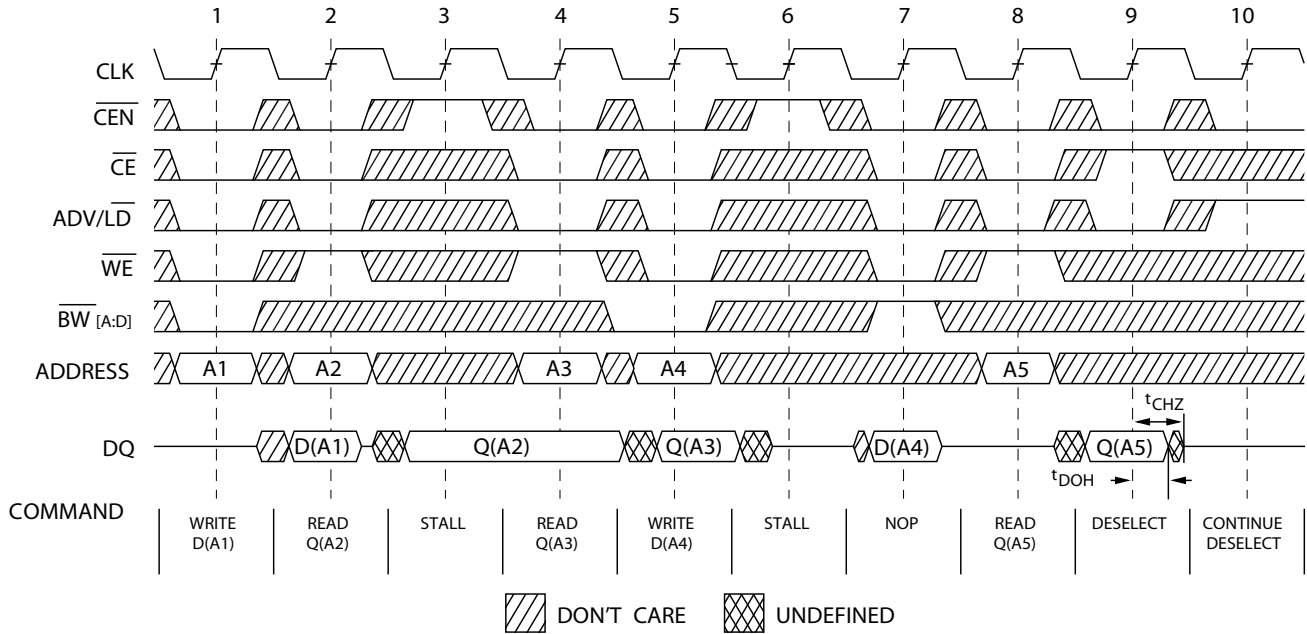 1 2 3 4 5 6 7 8 9 10
CLK
CEN
CE
ADV/LD
WE
BW [A:D]
ADDRESS A1 A2 A3 A4 A5
tCHZ
DQ D(A1) Q(A2) Q(A3) D(A4) Q(A5)
tDOH
COMMAND
WRITE READ STALL READ WRITE STALL NOP READ DESELECT CONTINUE
D(A1) Q(A2) Q(A3) D(A4) Q(A5) DESELECT
DON'T CARE UNDEFINED